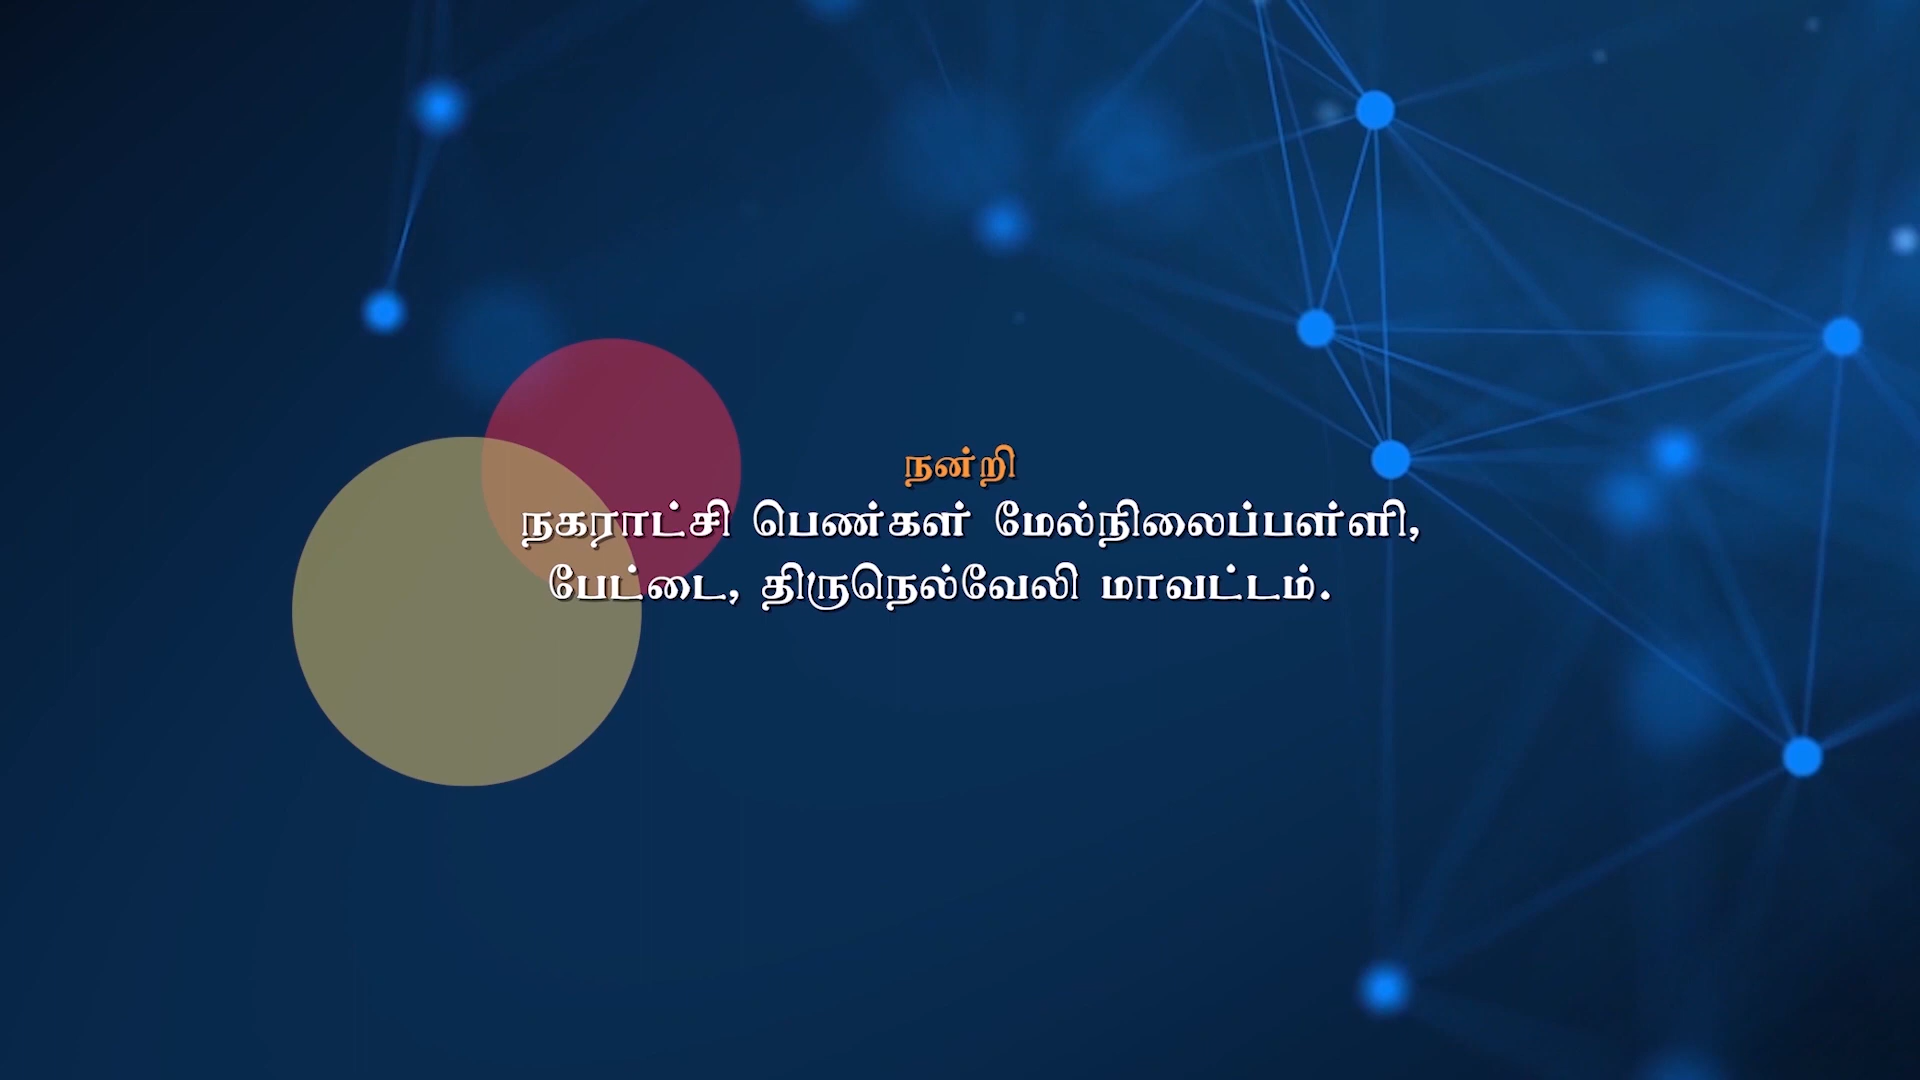 நன்றி
நகராட்சி பெண்கள் மேல்நிலைப்பள்ளி,
பேட்டை, திருநெல்வேலி மாவட்டம்.